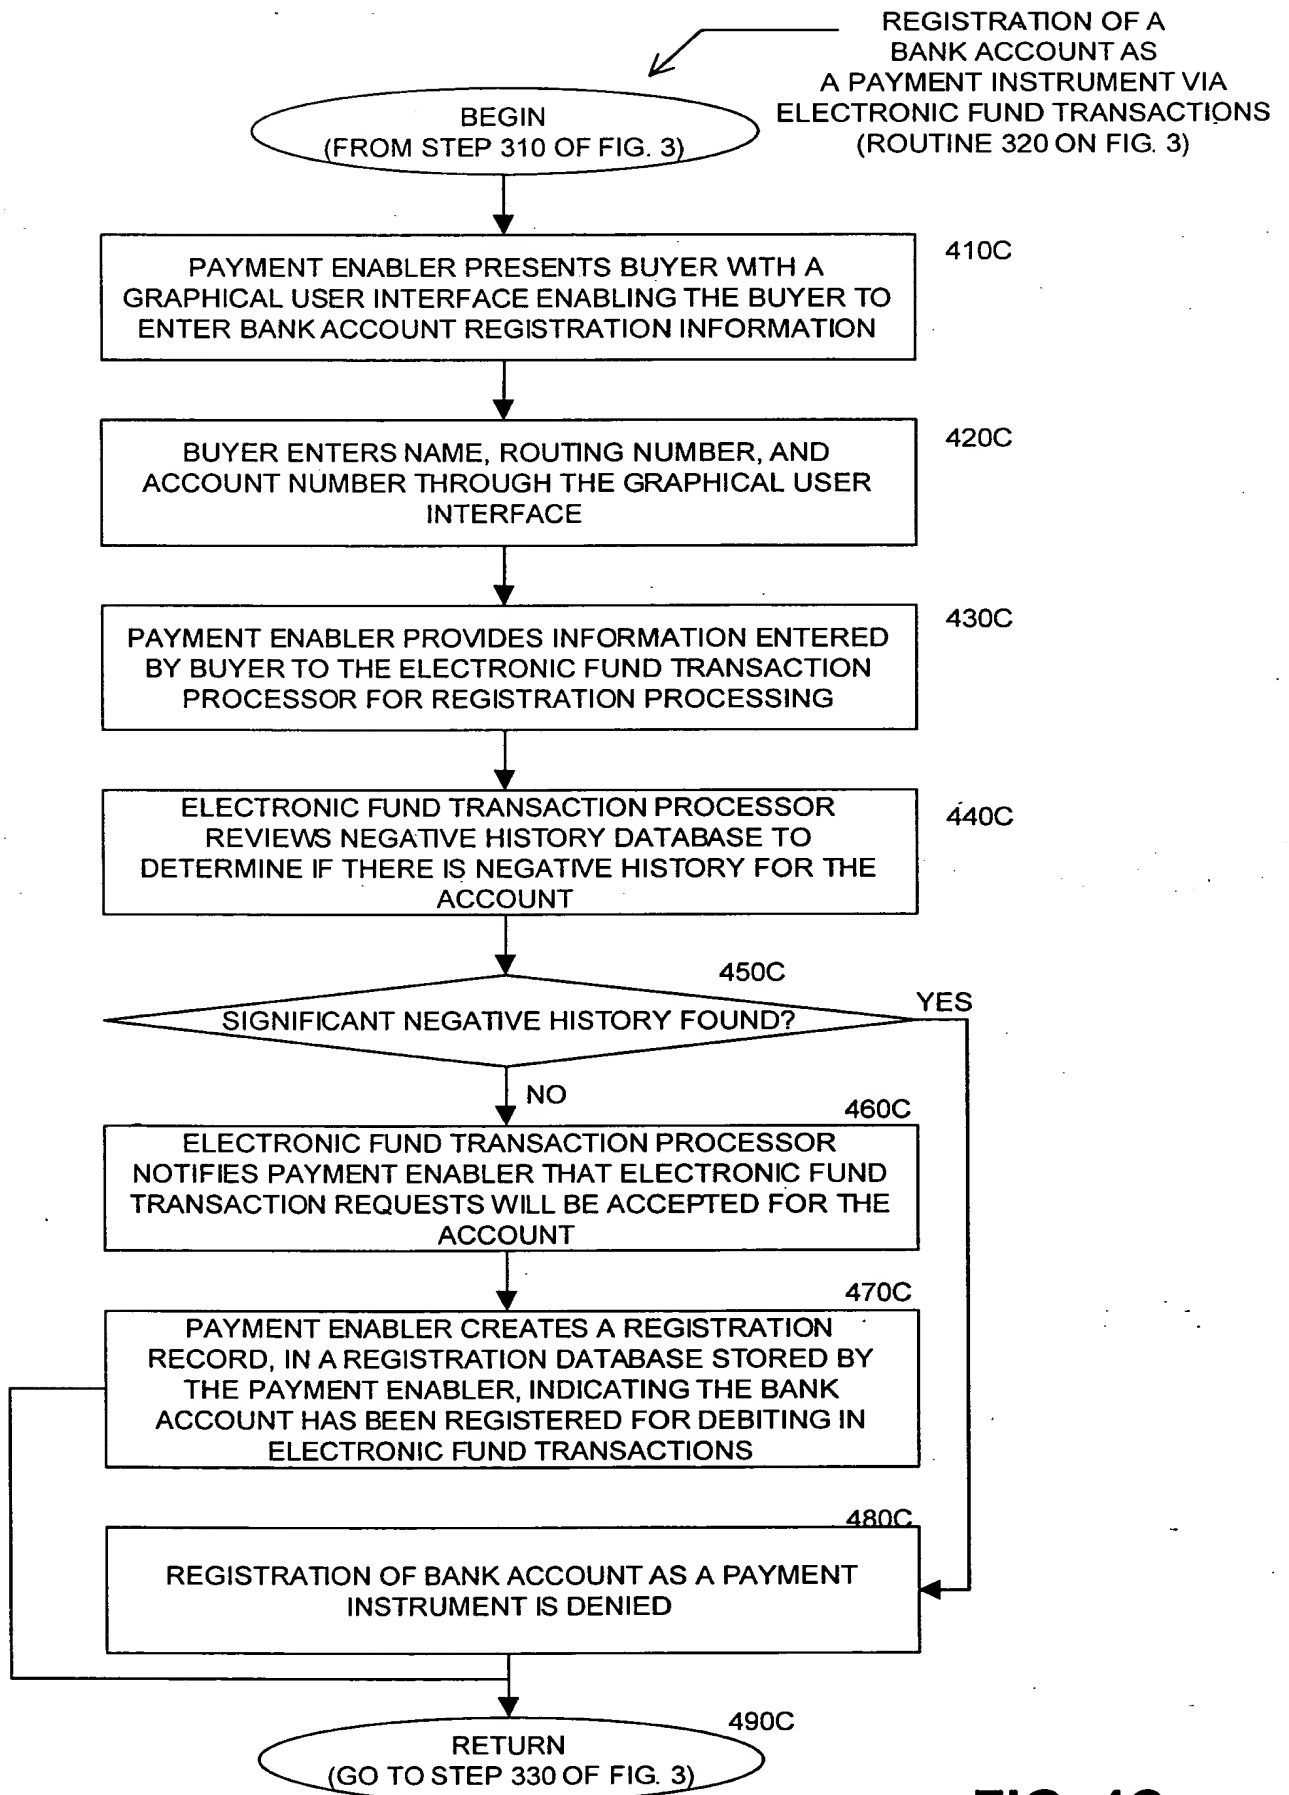 REGISTRATION OF A
BANK ACCOUNT AS
A PAYMENT INSTRUMENT VIA
ELECTRONIC FUND TRANSACTIONS
(ROUTINE 320 ON FIG. 3)
BEGIN
(FROM STEP 310 OF FIG. 3)
410C
PAYMENT ENABLER PRESENTS BUYER WITH A
GRAPHICAL USER INTERFACE ENABLING THE BUYER TO
ENTER BANK ACCOUNT REGISTRATION INFORMATION
420C
BUYER ENTERS NAME, ROUTING NUMBER, AND
ACCOUNT NUMBER THROUGH THE GRAPHICAL USER
INTERFACE
430C
PAYMENT ENABLER PROVIDES INFORMATION ENTERED
BY BUYER TO THE ELECTRONIC FUND TRANSACTION
PROCESSOR FOR REGISTRATION PROCESSING
440C
ELECTRONIC FUND TRANSACTION PROCESSOR
REVIEWS NEGATIVE HISTORY DATABASE TO
DETERMINE IF THERE IS NEGATIVE HISTORY FOR THE
ACCOUNT
450C
SIGNIFICANT NEGATIVE HISTORY FOUND?
YES
NO
460C
ELECTRONIC FUND TRANSACTION PROCESSOR
NOTIFIES PAYMENT ENABLER THAT ELECTRONIC FUND
TRANSACTION REQUESTS WILL BE ACCEPTED FOR THE
ACCOUNT
470C
PAYMENT ENABLER CREATES A REGISTRATION
RECORD, IN A REGISTRATION DATABASE STORED BY
THE PAYMENT ENABLER, INDICATING THE BANK
ACCOUNT HAS BEEN REGISTERED FOR DEBITING IN
ELECTRONIC FUND TRANSACTIONS
480C
REGISTRATION OF BANK ACCOUNT AS A PAYMENT
INSTRUMENT IS DENIED
490C
RETURN
(GO TO STEP 330 OF FIG. 3)